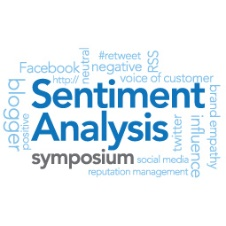 #retweet
Facebook
neutral
negative
RSS
http://
voice of customer
blogger
positive
Sentiment
Analysis
symposium
twitter
influence
brand empathy
social media
reputation management